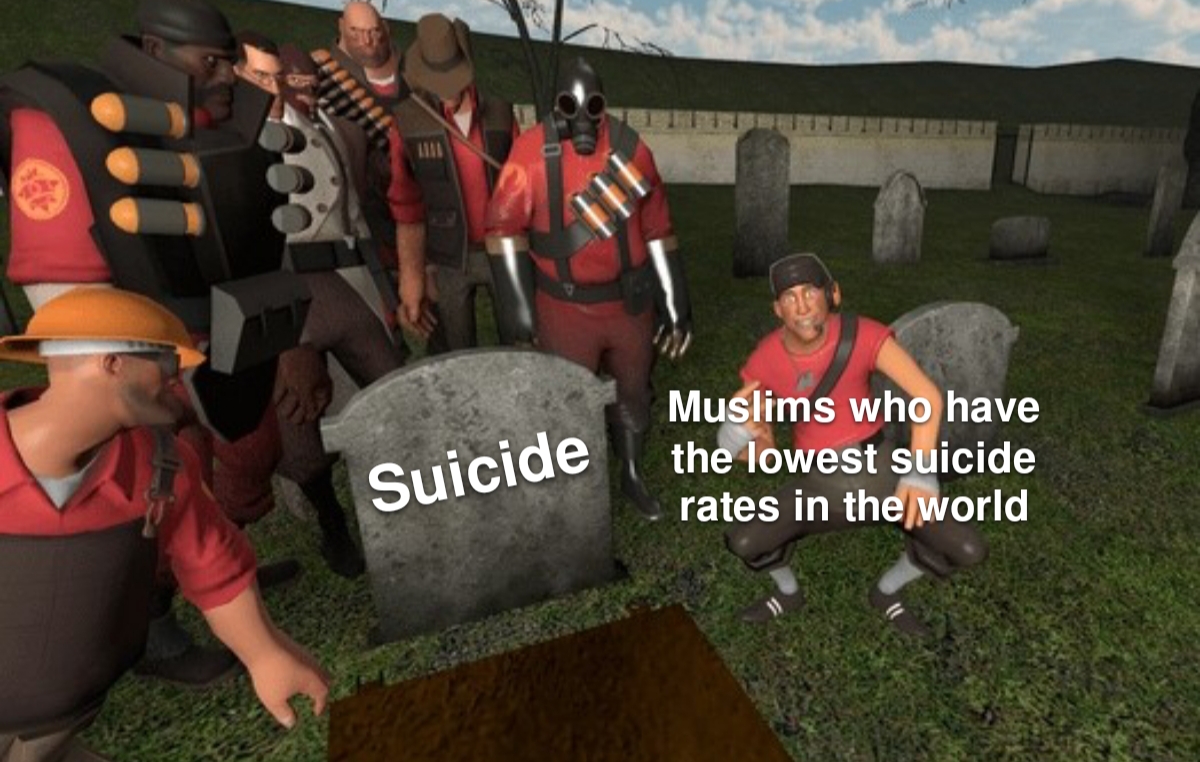 Suicide
Muslims who have
the lowest suicide
rates in the world